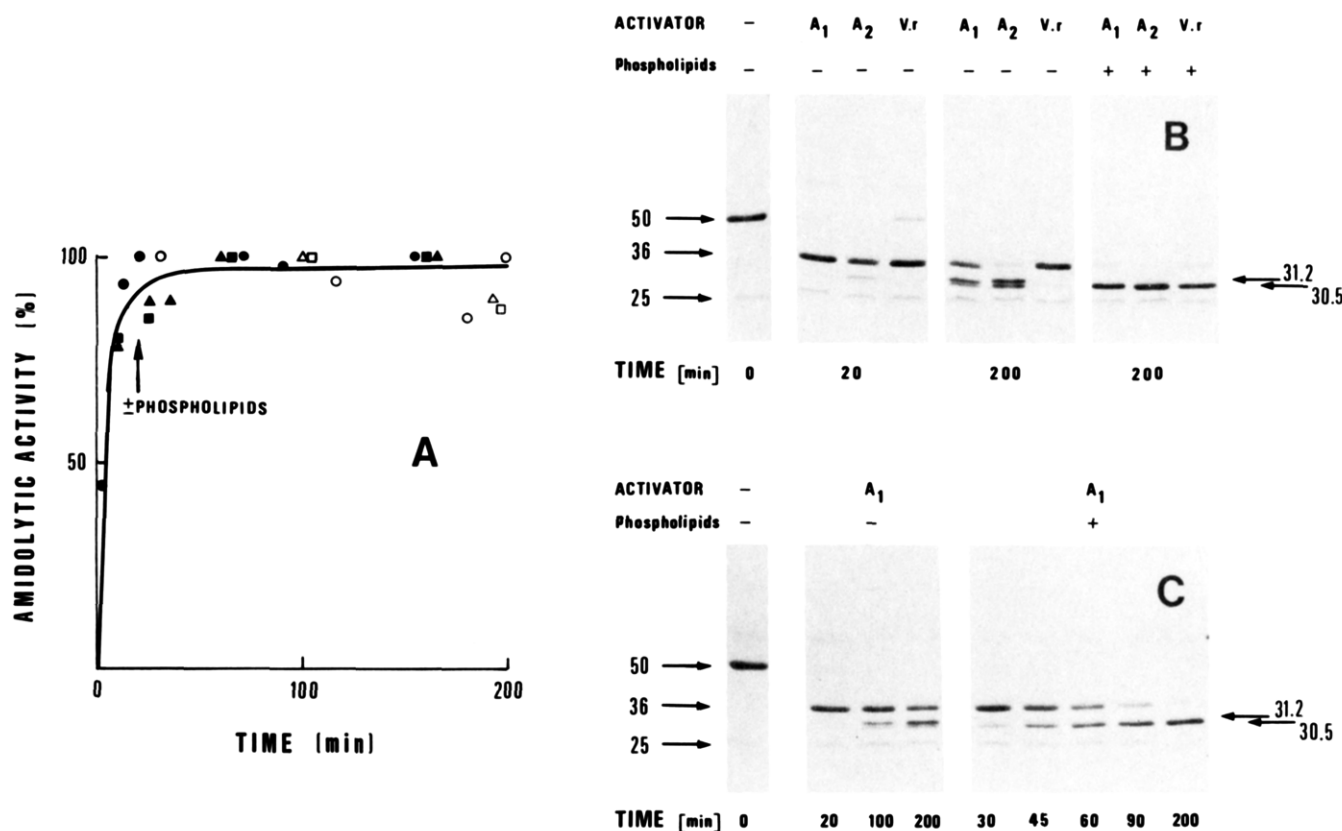 AMIDOLYTIC ACTIVITY (%)
100
50
±PHOSPHOLIPIDS
A
0 100 200
TIME (min)
ACTIVATOR – A1 A2 V.r A1 A2 V.r A1 A2 V.r
Phospholipids – – – – – – – + + +
B
50
36
25
31.2
30.5
TIME [min] 0 20 200 200
ACTIVATOR – A1 A1
Phospholipids – – +
C
50
36
25
31.2
30.5
TIME [min] 0 20 100 200 30 45 60 90 200